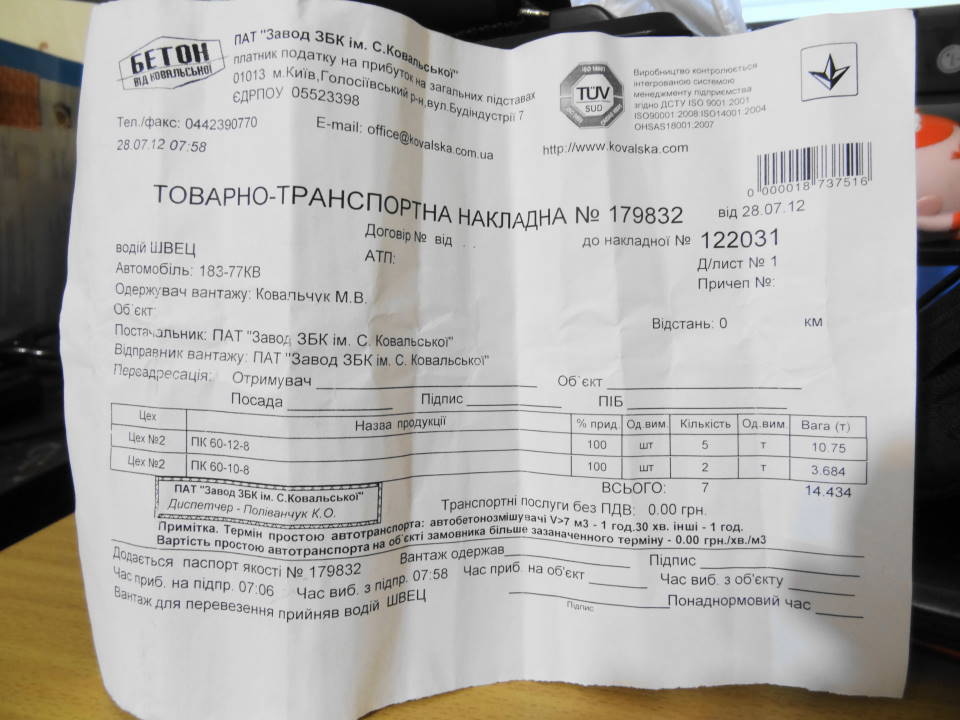 БЕТОН
ВІД КОВАЛЬСЬКОЇ
ПАТ "Завод ЗБК ім. С.Ковальської"
платник податку на прибуток на загальних підставах
01013 м.Київ,Голосіївський р-н,вул.Будіндустрії 7
ЄДРПОУ 05523398
ISO 9001
TÜV
SUD
Виробництво контролюється
інтегрованою системою
менеджменту підприємства
згідно ДСТУ ISO 9001:2001
ISO90001:2008:ISO14001:2004
OHSAS18001:2007
Тел./факс: 0442390770
E-mail: office@kovalska.com.ua
http://www.kovalska.com
28.07.12 07:58
0 000018 737516
ТОВАРНО-ТРАНСПОРТНА НАКЛАДНА № 179832 від 28.07.12
Договір № від . .
до накладної № 122031
водій ШВЕЦ
АТП:
Д/лист № 1
Автомобіль: 183-77КВ
Причеп №:
Одержувач вантажу: Ковальчук М.В.
Об`єкт:
Відстань: 0 км
Постачальник: ПАТ "Завод ЗБК ім. С. Ковальської"
Відправник вантажу: ПАТ "Завод ЗБК ім. С. Ковальської"
Переадресація: Отримувач Об`єкт
Посада Підпис ПІБ
Цех Назва продукції % прид. Од.вим. Кількість Од.вим. Вага (т)
Цех №2 ПК 60-12-8 100 шт 5 т 10.75
Цех №2 ПК 60-10-8 100 шт 2 т 3.684
ВСЬОГО: 7 14.434
ПАТ "Завод ЗБК ім. С.Ковальської"
Диспетчер - Поліванчук К.О.
Транспортні послуги без ПДВ: 0.00 грн.
Примітка. Термін простою автотранспорта: автобетонозмішувачі V>7 м3 - 1 год.30 хв. інші - 1 год.
Вартість простою автотранспорта на об`єкті замовника більше зазаначенного терміну - 0.00 грн./хв./м3
Додається паспорт якості № 179832 Вантаж одержав Підпис
Час приб. на підпр. 07:06 Час виб. з підпр. 07:58 Час приб. на об'єкт Час виб. з об'єкту
Вантаж для перевезення прийняв водій ШВЕЦ
Підпис
Понаднормовий час